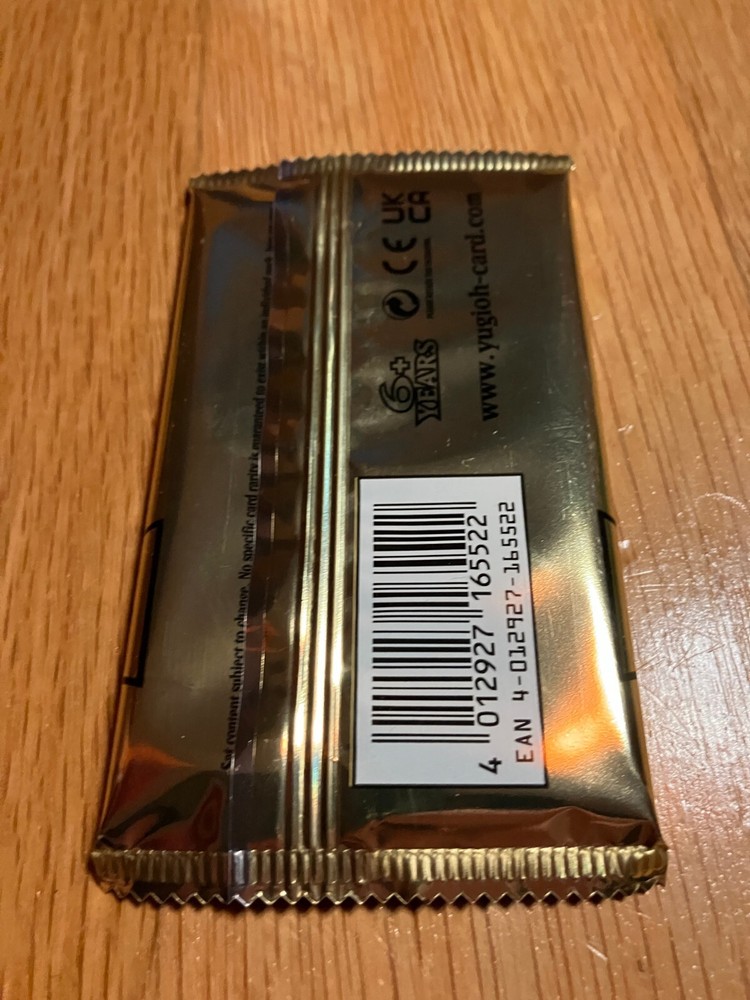 Set content subject to change. No specific card rarity is guaranteed to exist within an individual
6+
YEARS
CE
UK
CA
www.yugioh-card.com
4 012927 165522
EAN 4-012927-165522